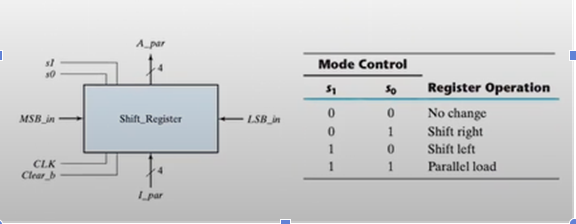 A_par
4
s1
s0
MSB_in
Shift_Register
LSB_in
CLK
Clear_b
4
I_par
Mode Control
s1 s0 Register Operation
0 0 No change
0 1 Shift right
1 0 Shift left
1 1 Parallel load